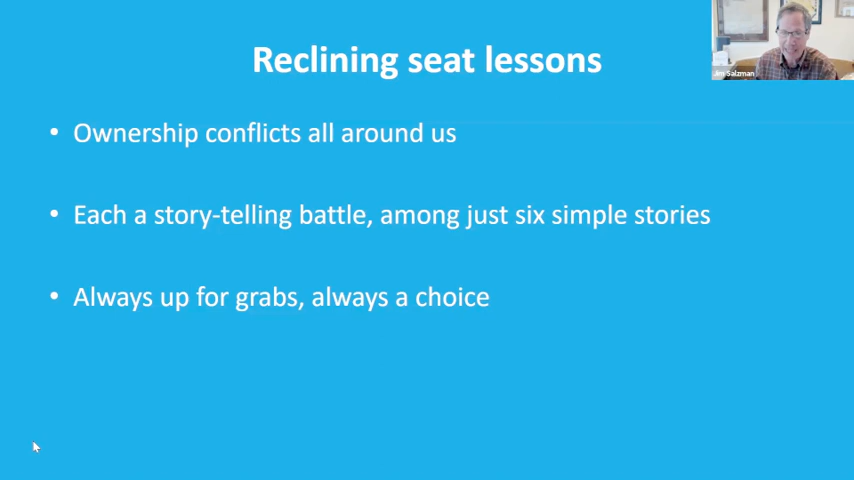 Reclining seat lessons
Jim Salzman
• Ownership conflicts all around us
• Each a story-telling battle, among just six simple stories
• Always up for grabs, always a choice